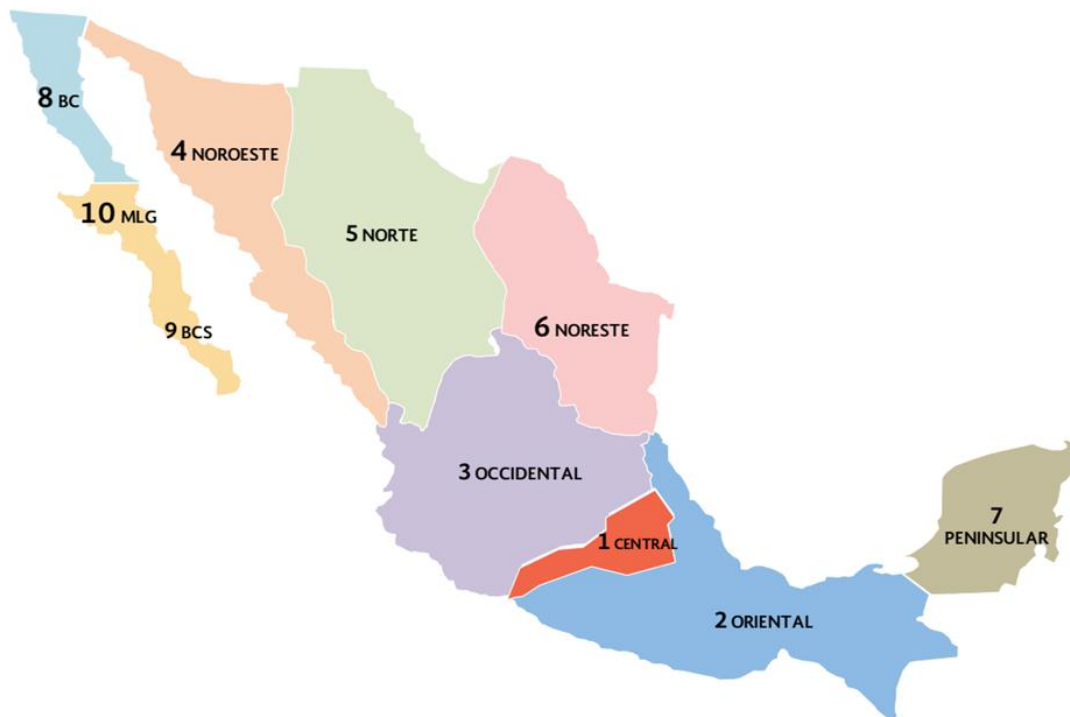 8 BC
4 NOROESTE
10 MLG
5 NORTE
9 BCS
6 NORESTE
3 OCCIDENTAL
7
PENINSULAR
1 CENTRAL
2 ORIENTAL